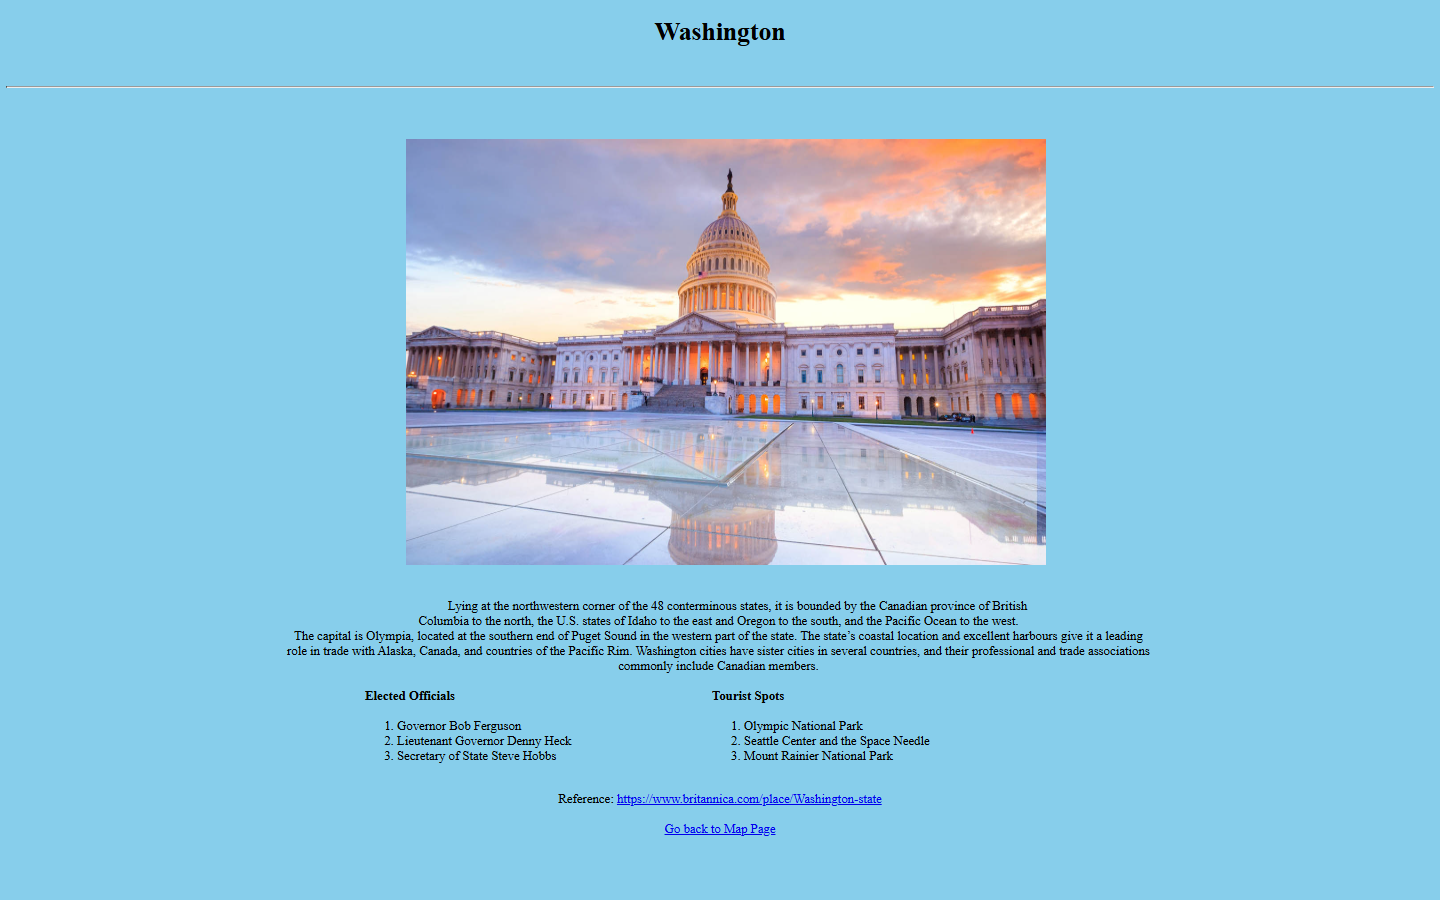 Washington
Lying at the northwestern corner of the 48 conterminous states, it is bounded by the Canadian province of British
Columbia to the north, the U.S. states of Idaho to the east and Oregon to the south, and the Pacific Ocean to the west.
The capital is Olympia, located at the southern end of Puget Sound in the western part of the state. The state’s coastal location and excellent harbours give it a leading
role in trade with Alaska, Canada, and countries of the Pacific Rim. Washington cities have sister cities in several countries, and their professional and trade associations
commonly include Canadian members.
Elected Officials
1. Governor Bob Ferguson
2. Lieutenant Governor Denny Heck
3. Secretary of State Steve Hobbs
Tourist Spots
1. Olympic National Park
2. Seattle Center and the Space Needle
3. Mount Rainier National Park
Reference: https://www.britannica.com/place/Washington-state
Go back to Map Page